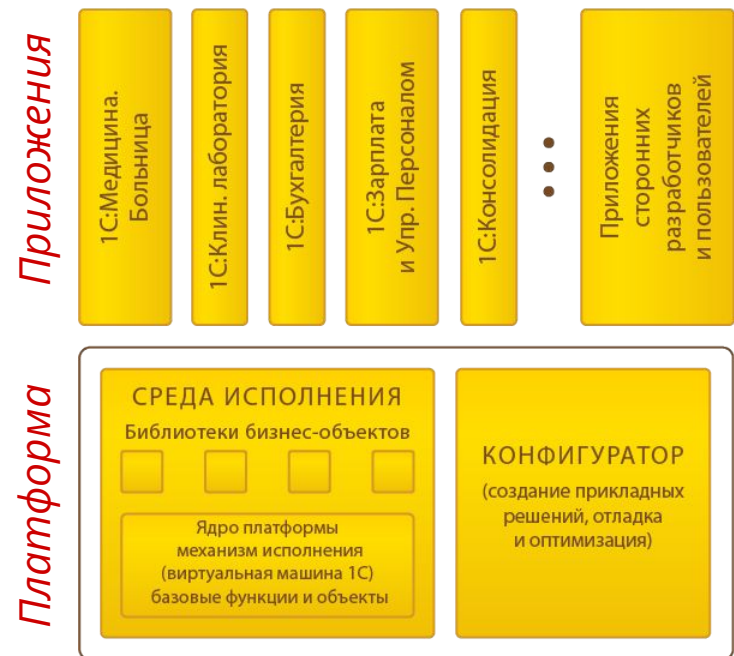 Приложения
1С:Медицина.
Больница
1С:Клин. лаборатория
1С:Бухгалтерия
1С:Зарплата
и Упр. Персоналом
1С:Консолидация
Приложения
сторонних
разработчиков
и пользователей
Платформа
СРЕДА ИСПОЛНЕНИЯ
Библиотеки бизнес-объектов
Ядро платформы
механизм исполнения
(виртуальная машина 1С)
базовые функции и объекты
КОНФИГУРАТОР
(создание прикладных
решений, отладка
и оптимизация)